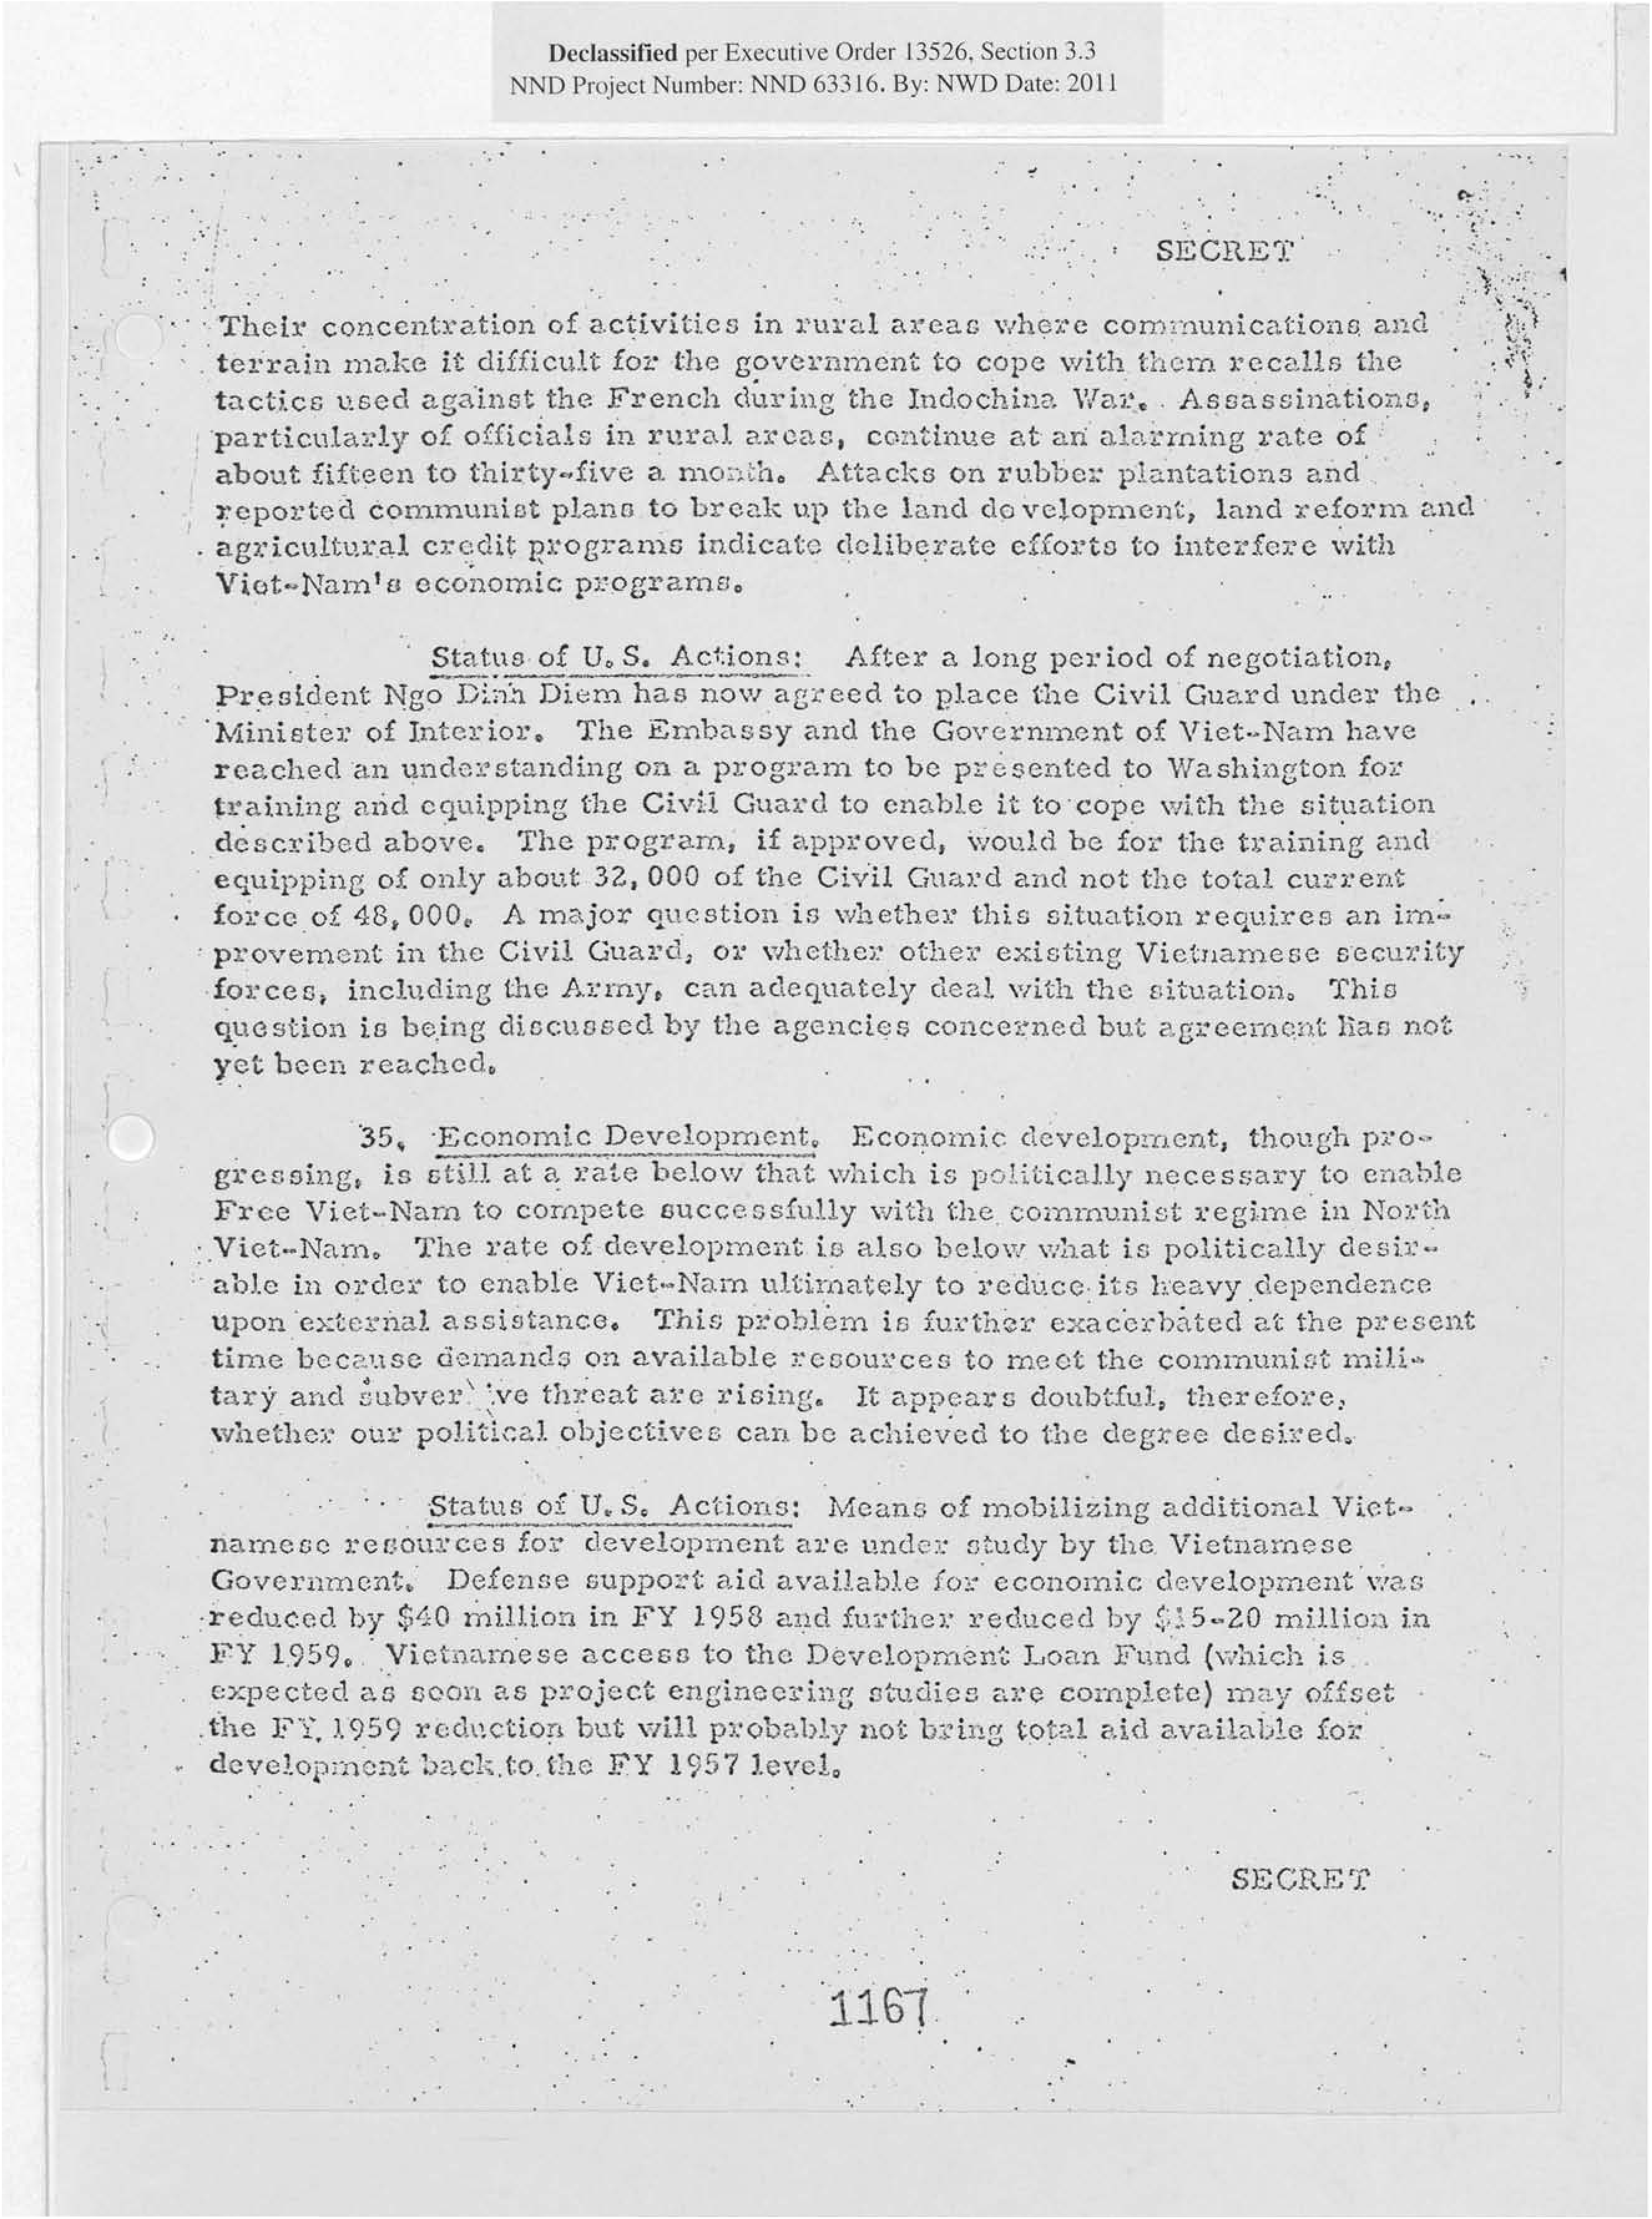 Declassified per Executive Order 13526, Section 3.3
NND Project Number: NND 63316. By: NWD Date: 2011
SECRET
Their concentration of activities in rural areas where communications and
terrain make it difficult for the government to cope with them recalls the
tactics used against the French during the Indochina War. Assassinations,
particularly of officials in rural areas, continue at an alarming rate of
about fifteen to thirty-five a month. Attacks on rubber plantations and
reported communist plans to break up the land development, land reform and
agricultural credit programs indicate deliberate efforts to interfere with
Viet-Nam's economic programs.
Status of U. S. Actions: After a long period of negotiation,
President Ngo Dinh Diem has now agreed to place the Civil Guard under the
Minister of Interior. The Embassy and the Government of Viet-Nam have
reached an understanding on a program to be presented to Washington for
training and equipping the Civil Guard to enable it to cope with the situation
described above. The program, if approved, would be for the training and
equipping of only about 32, 000 of the Civil Guard and not the total current
force of 48, 000. A major question is whether this situation requires an im-
provement in the Civil Guard, or whether other existing Vietnamese security
forces, including the Army, can adequately deal with the situation. This
question is being discussed by the agencies concerned but agreement has not
yet been reached.
35. Economic Development. Economic development, though pro-
gressing, is still at a rate below that which is politically necessary to enable
Free Viet-Nam to compete successfully with the communist regime in North
Viet-Nam. The rate of development is also below what is politically desir-
able in order to enable Viet-Nam ultimately to reduce its heavy dependence
upon external assistance. This problem is further exacerbated at the present
time because demands on available resources to meet the communist mili-
tary and threat are rising. It appears doubtful, therefore,
whether our political objectives can be achieved to the degree desired.
Status of U. S. Actions: Means of mobilizing additional Viet-
namese resources for development are under study by the Vietnamese
Government. Defense support aid available for economic development was
reduced by $40 million in FY 1958 and further reduced by $15-20 million in
FY 1959. Vietnamese access to the Development Loan Fund (which is
expected as soon as project engineering studies are complete) may offset
the FY 1959 reduction but will probably not bring total aid available for
development back to the FY 1957 level.
SECRET
1167